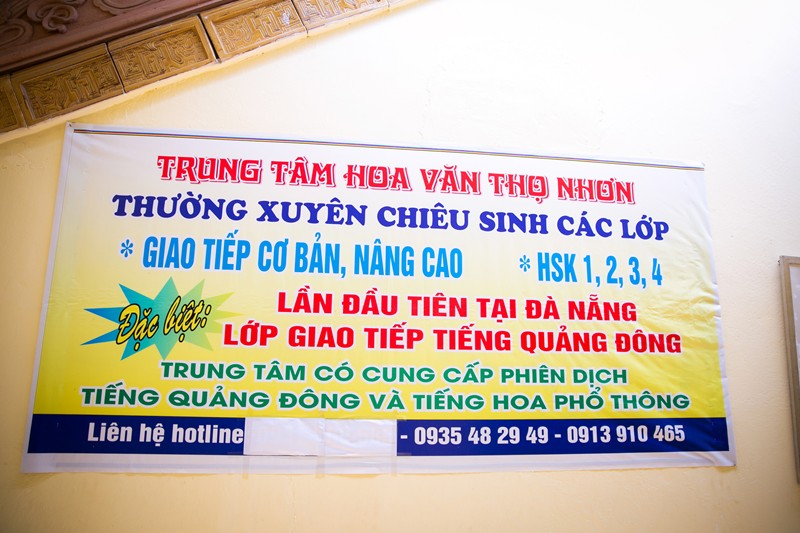 TRUNG TÂM HOA VĂN THỌ NHƠN
THƯỜNG XUYÊN CHIÊU SINH CÁC LỚP
* GIAO TIẾP CƠ BẢN, NÂNG CAO * HSK 1, 2, 3, 4
Đặc biệt:
LẦN ĐẦU TIÊN TẠI ĐÀ NẴNG
LỚP GIAO TIẾP TIẾNG QUẢNG ĐÔNG
TRUNG TÂM CÓ CUNG CẤP PHIÊN DỊCH
TIẾNG QUẢNG ĐÔNG VÀ TIẾNG HOA PHỔ THÔNG
Liên hệ hotline - 0935 48 29 49 - 0913 910 465